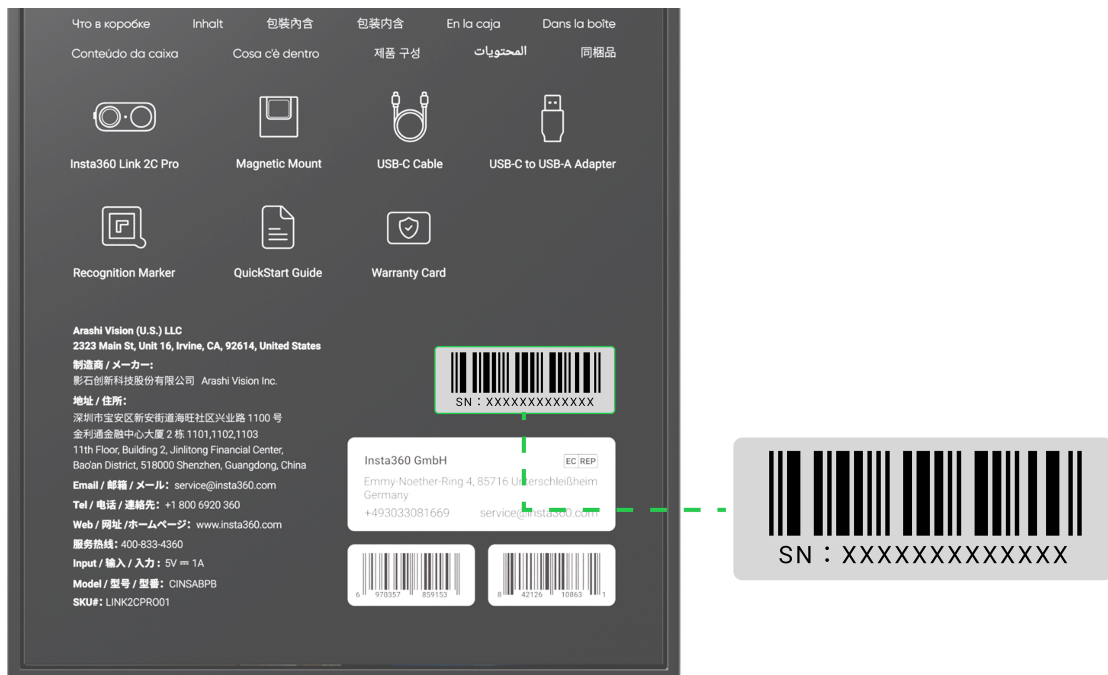 Что в коробке Inhalt 包裝內含 包装内含 En la caja Dans la boîte
Conteúdo da caixa Cosa c'è dentro 제품 구성 المحتويات 同梱品
Insta360 Link 2C Pro Magnetic Mount USB-C Cable USB-C to USB-A Adapter
Recognition Marker QuickStart Guide Warranty Card
Arashi Vision (U.S.) LLC
2323 Main St, Unit 16, Irvine, CA, 92614, United States
制造商 / メーカー:
影石创新科技股份有限公司 Arashi Vision Inc.
地址 / 住所:
深圳市宝安区新安街道海旺社区兴业路 1100 号
金利通金融中心大厦 2 栋 1101,1102,1103
11th Floor, Building 2, Jinlitong Financial Center,
Bao'an District, 518000 Shenzhen, Guangdong, China
Email / 邮箱 / メール: service@insta360.com
Tel / 电话 / 連絡先: +1 800 6920 360
Web / 网址 /ホームページ: www.insta360.com
服务热线: 400-833-4360
Input / 输入 / 入力 : 5V ⎓ 1A
Model / 型号 / 型番: CINSABPB
SKU#: LINK2CPRO01
SN : XXXXXXXXXXXXX
Insta360 GmbH EC REP
Emmy-Noether-Ring 4, 85716 Unterschleißheim
Germany
+493033081669 service@insta360.com
6 970357 859153
8 42126 10863 1
SN : XXXXXXXXXXXXX